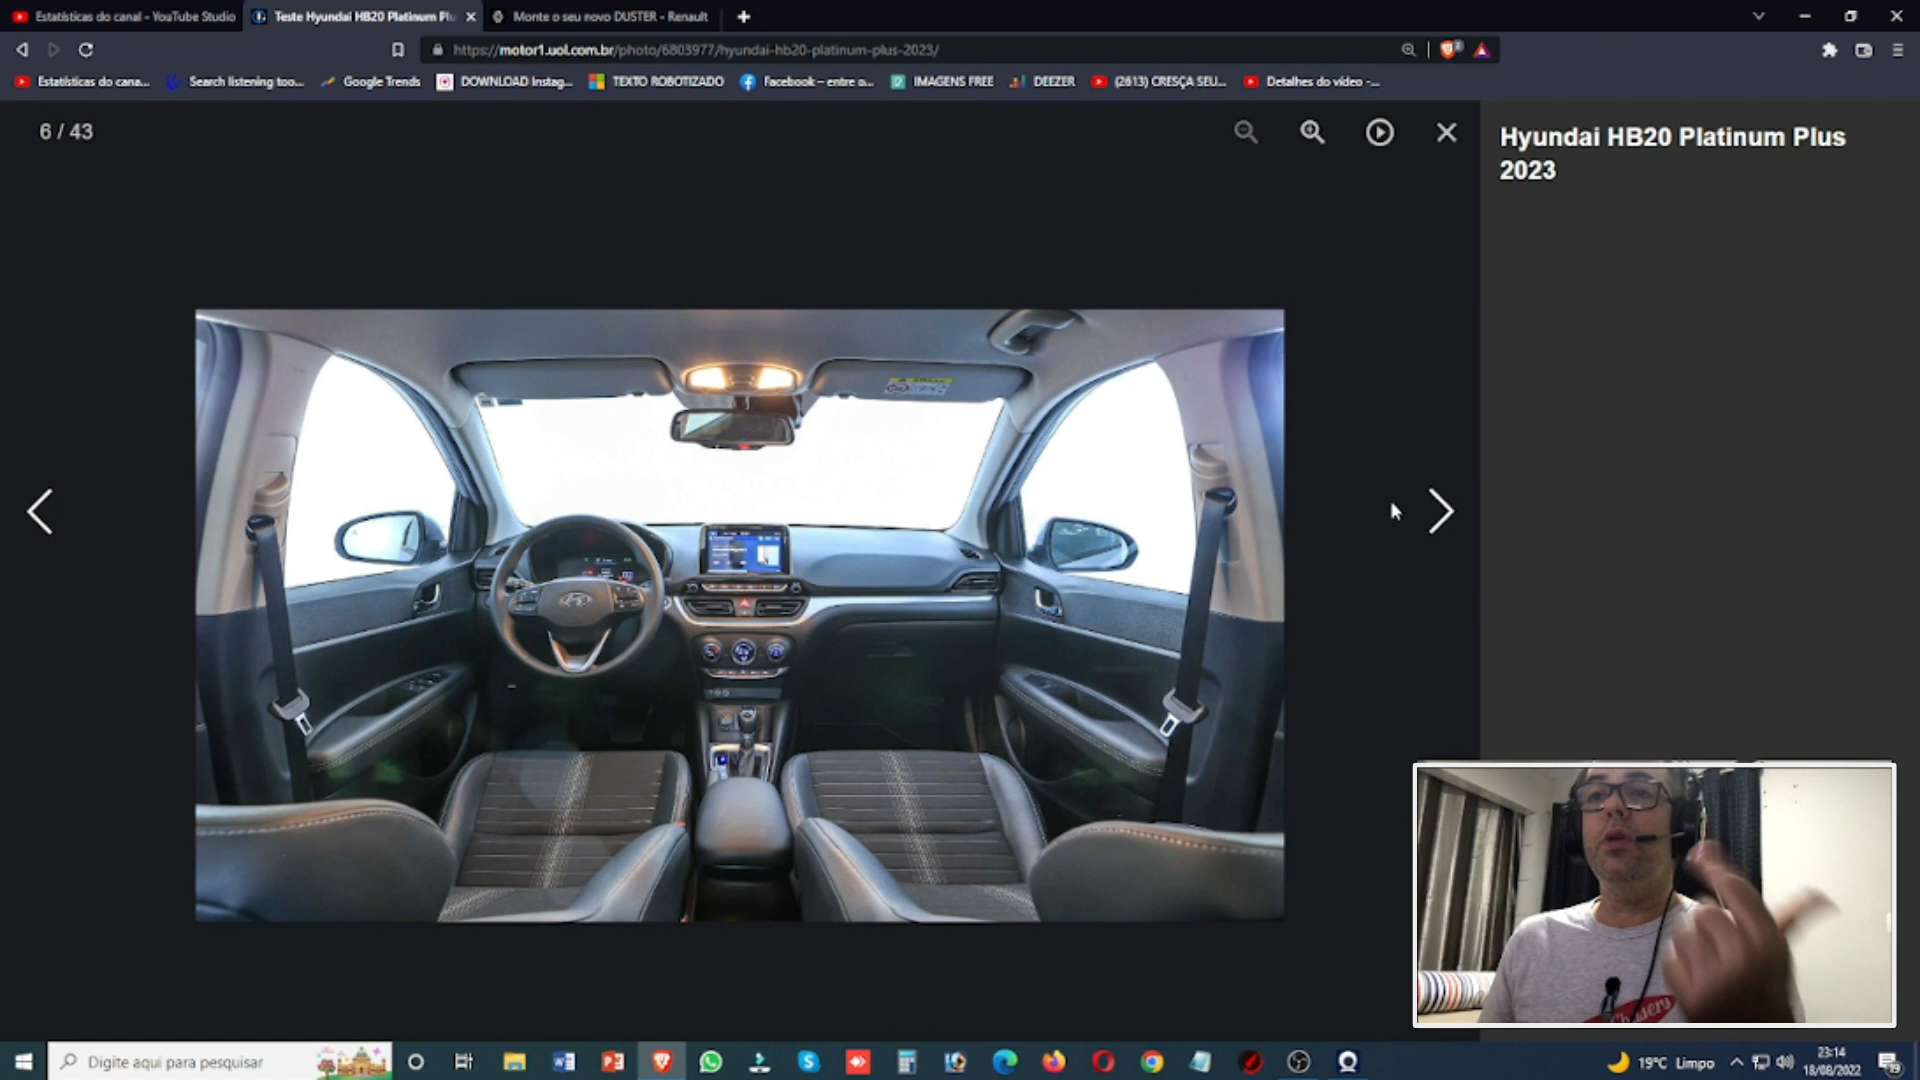 Estatísticas do canal - YouTube Studio
Teste Hyundai HB20 Platinum Plu
Monte o seu novo DUSTER - Renault
https://motor1.uol.com.br/photo/6803977/hyundai-hb20-platinum-plus-2023/
2
Estatísticas do cana...
Search listening too...
Google Trends
DOWNLOAD Instag...
TEXTO ROBOTIZADO
Facebook – entre o...
IMAGENS FREE
DEEZER
(2613) CRESÇA SEU...
Detalhes do vídeo -...
6 / 43
Hyundai HB20 Platinum Plus
2023
Digite aqui para pesquisar
19°C Limpo
23:14
18/08/2022